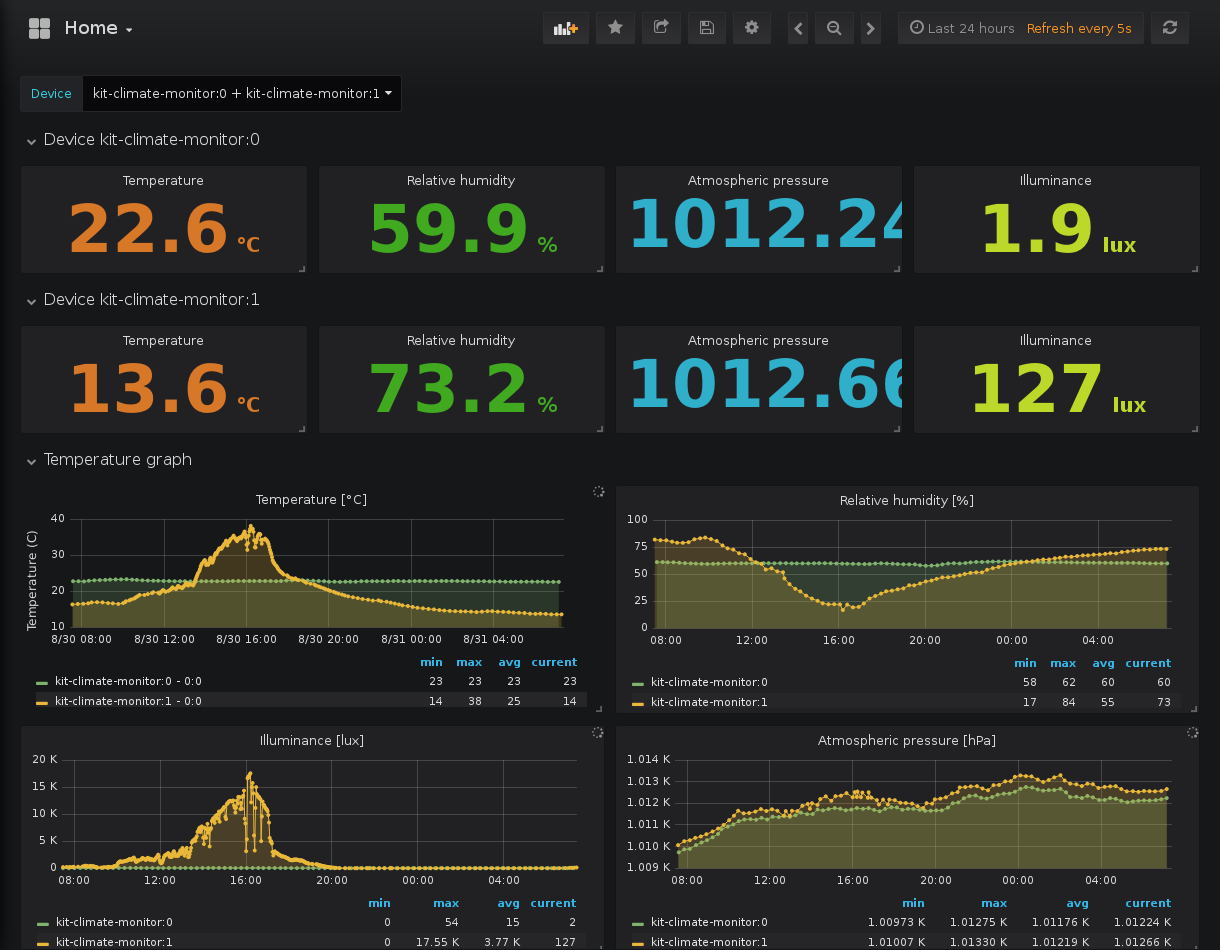 Home
Last 24 hours Refresh every 5s
Device kit-climate-monitor:0 + kit-climate-monitor:1
Device kit-climate-monitor:0
Temperature Relative humidity Atmospheric pressure Illuminance
22.6 °C 59.9 % 1012.24 1.9 lux
Device kit-climate-monitor:1
Temperature Relative humidity Atmospheric pressure Illuminance
13.6 °C 73.2 % 1012.66 127 lux
Temperature graph
Temperature [°C]
Temperature (C)
40
30
20
10
8/30 08:00 8/30 12:00 8/30 16:00 8/30 20:00 8/31 00:00 8/31 04:00
min max avg current
kit-climate-monitor:0 - 0:0 23 23 23 23
kit-climate-monitor:1 - 0:0 14 38 25 14
Relative humidity [%]
100
75
50
25
0
08:00 12:00 16:00 20:00 00:00 04:00
min max avg current
kit-climate-monitor:0 58 62 60 60
kit-climate-monitor:1 17 84 55 73
Illuminance [lux]
20 K
15 K
10 K
5 K
0
08:00 12:00 16:00 20:00 00:00 04:00
min max avg current
kit-climate-monitor:0 0 54 15 2
kit-climate-monitor:1 0 17.55 K 3.77 K 127
Atmospheric pressure [hPa]
1.014 K
1.013 K
1.012 K
1.011 K
1.010 K
1.009 K
08:00 12:00 16:00 20:00 00:00 04:00
min max avg current
kit-climate-monitor:0 1.00973 K 1.01275 K 1.01176 K 1.01224 K
kit-climate-monitor:1 1.01007 K 1.01330 K 1.01219 K 1.01266 K